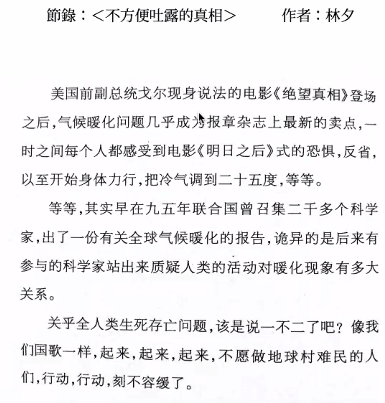 節錄：＜不方便吐露的真相＞ 作者：林夕
美国前副总统戈尔现身说法的电影《绝望真相》登场
之后，气候暖化问题几乎成为报章杂志上最新的卖点，一
时之间每个人都感受到电影《明日之后》式的恐惧，反省，
以至开始身体力行，把冷气调到二十五度，等等。
等等，其实早在九五年联合国曾召集二千多个科学
家，出了一份有关全球气候暖化的报告，诡异的是后来有
参与的科学家站出来质疑人类的活动对暖化现象有多大
关系。
关乎全人类生死存亡问题，该是说一不二了吧？像我
们国歌一样，起来，起来，起来，不愿做地球村难民的人
们，行动，行动，刻不容缓了。